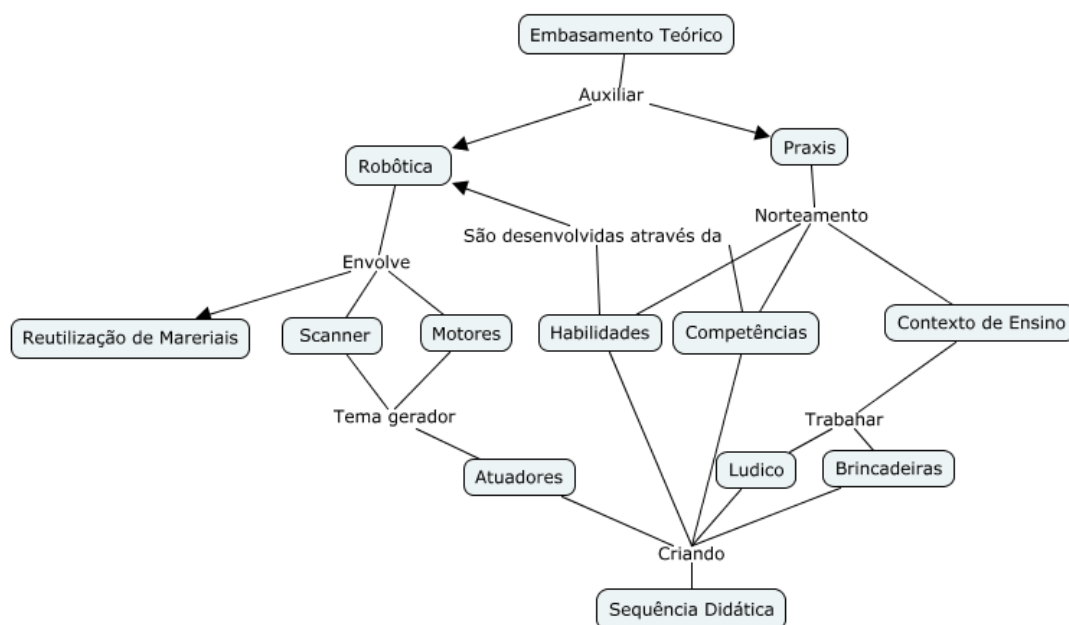 Embasamento Teórico
Auxiliar
Robôtica
Praxis
São desenvolvidas através da
Norteamento
Envolve
Reutilização de Mareriais
Scanner
Motores
Habilidades
Competências
Contexto de Ensino
Tema gerador
Trabahar
Atuadores
Ludico
Brincadeiras
Criando
Sequência Didática